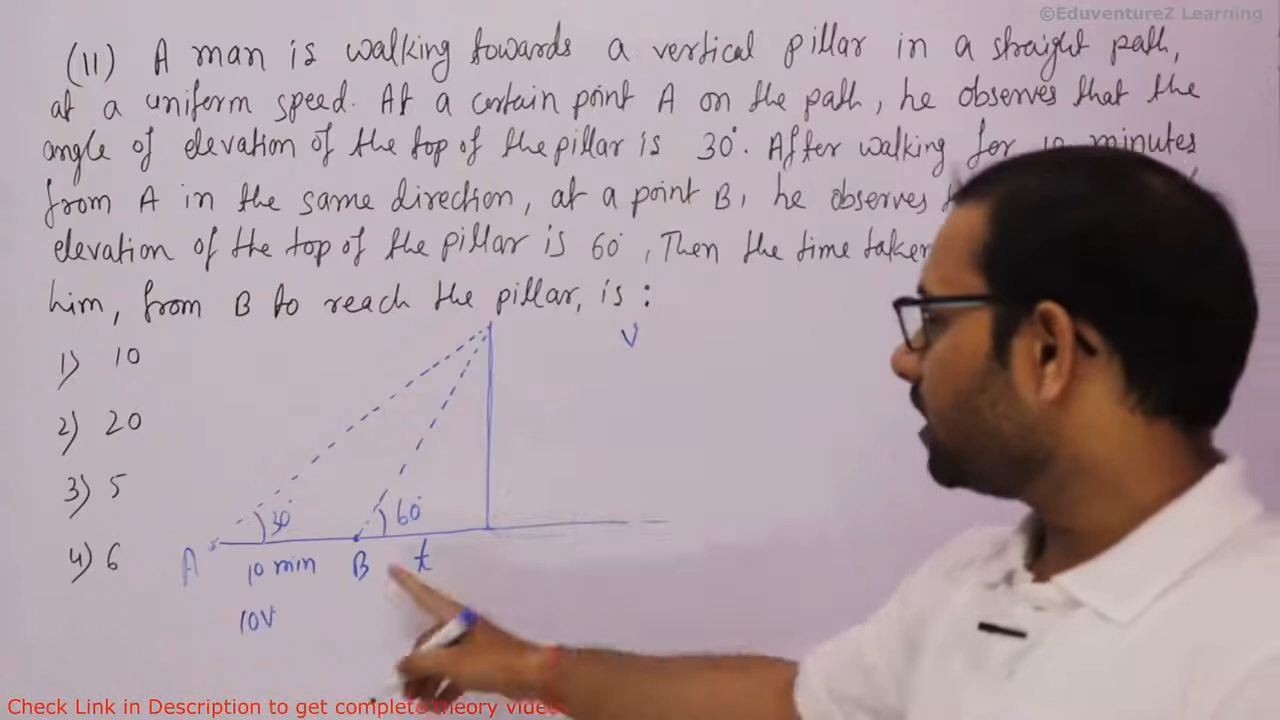 ©EduventureZ Learning
(11) A man is walking towards a vertical pillar in a straight path,
at a uniform speed. At a certain point A on the path, he observes that the
angle of elevation of the top of the pillar is 30°. After walking for 10 minutes
from A in the same direction, at a point B, he observes
elevation of the top of the pillar is 60°, Then the time taken
him, from B to reach the pillar, is :
V
1) 10
2) 20
3) 5
4) 6
30°
60°
A
10 min
B
t
10V
Check Link in Description to get complete theory videos